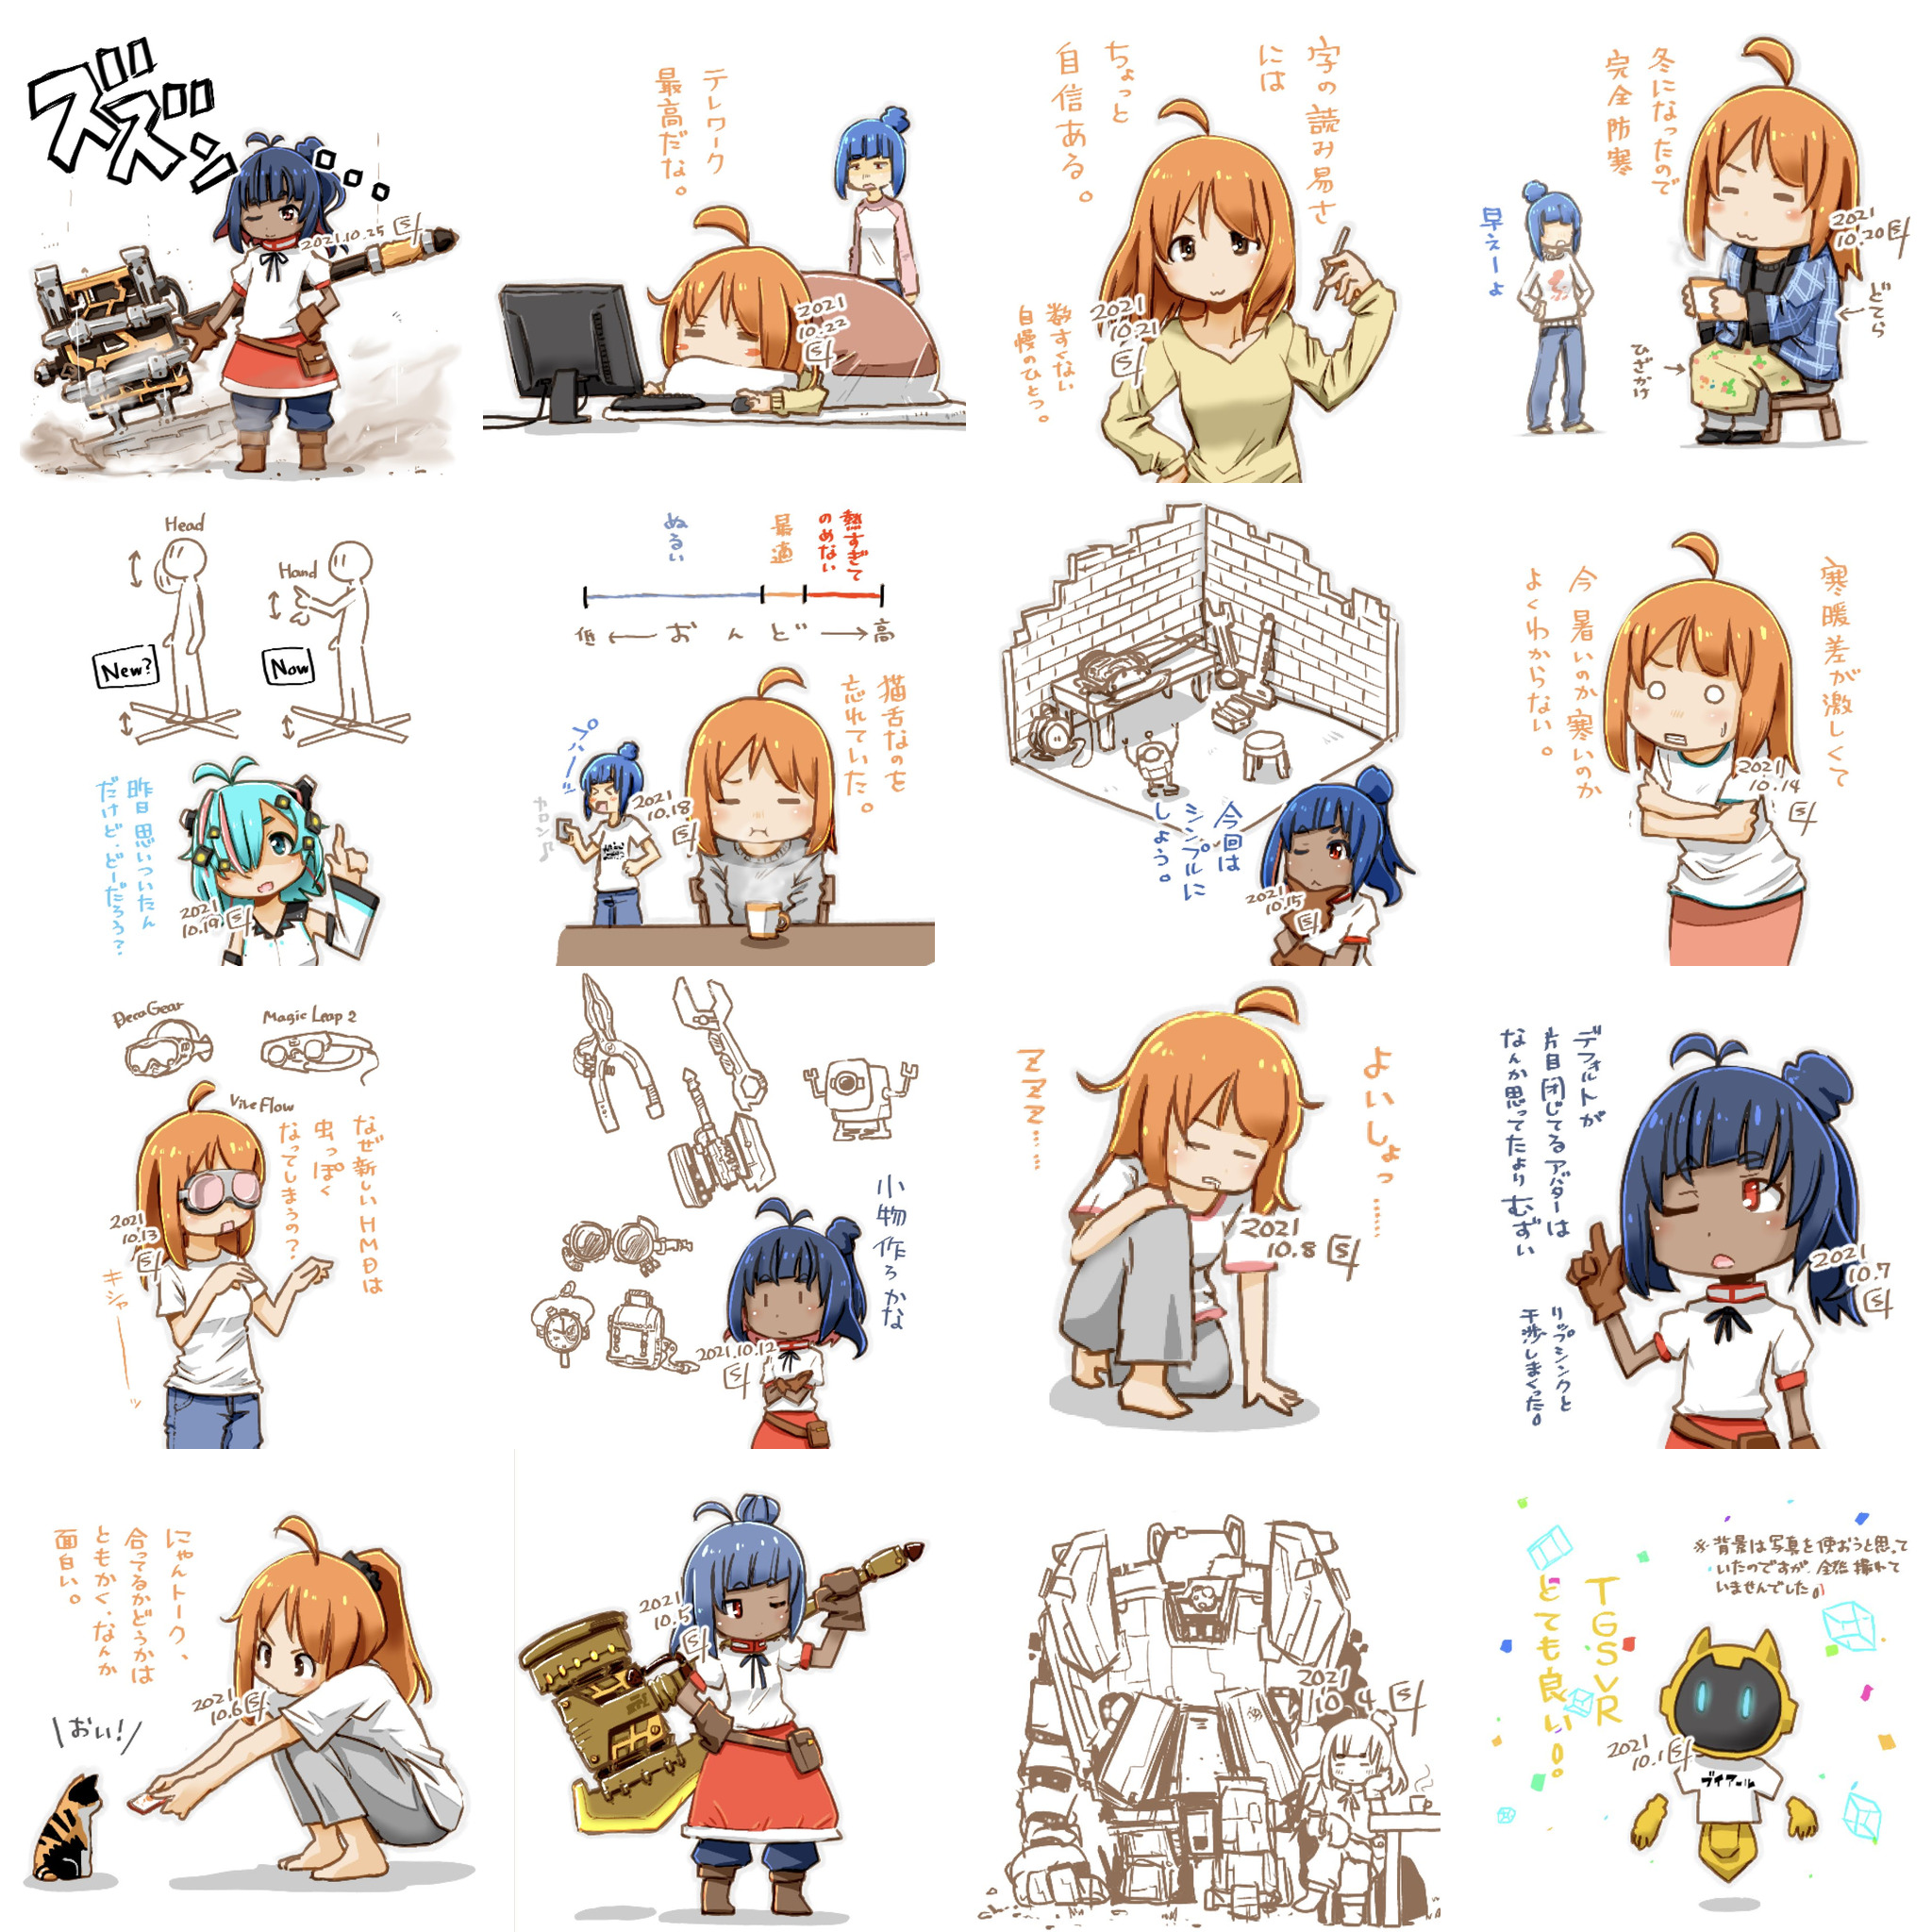 ズズン...
2021.10.25
テレワーク
最高だな。
2021
10.22
字の読み易さ
には
ちょっと
自信ある。
数すくない
自慢のひとつ。
2021
10.21
冬になったので
完全防寒
早えーよ
どてら
ひざかけ
2021
10.20
Head
Hand
New?
Now
昨日思いついたん
だけど、どーだろう?
2021
10.19
ぬるい
最適
熱すぎて
のめない
低 ← おんど → 高
猫舌なのを
忘れていた。
プハーッ
カロン♪
2021
10.18
今回は
シンプルに
しよう。
2021
10.15
寒暖差が激しくて
今暑いのか寒いのか
よくわからない。
2021
10.14
DecaGear
Magic Leap 2
Vive Flow
なぜ新しいHMDは
虫っぽく
なってしまうの?
キシャーーッ
2021
10.13
小物作ろかな
2021.10.12
よいしょっ……
ZZZZ……
2021
10.8
デフォルトが
片目閉じてるアバターは
なんか思ってたよりむずい
リップシンクと
干渉しまくった。
2021
10.7
にゃんトーク、
合ってるかどうかは
ともかく、なんか
面白い。
\おい!/
2021
10.6
2021
10.5
2021
10.4
※背景は写真を使おうと思って
いたのですが、全然撮れて
いませんでした。
TGSVR
とても良い。
2021
10.1
ブイアール